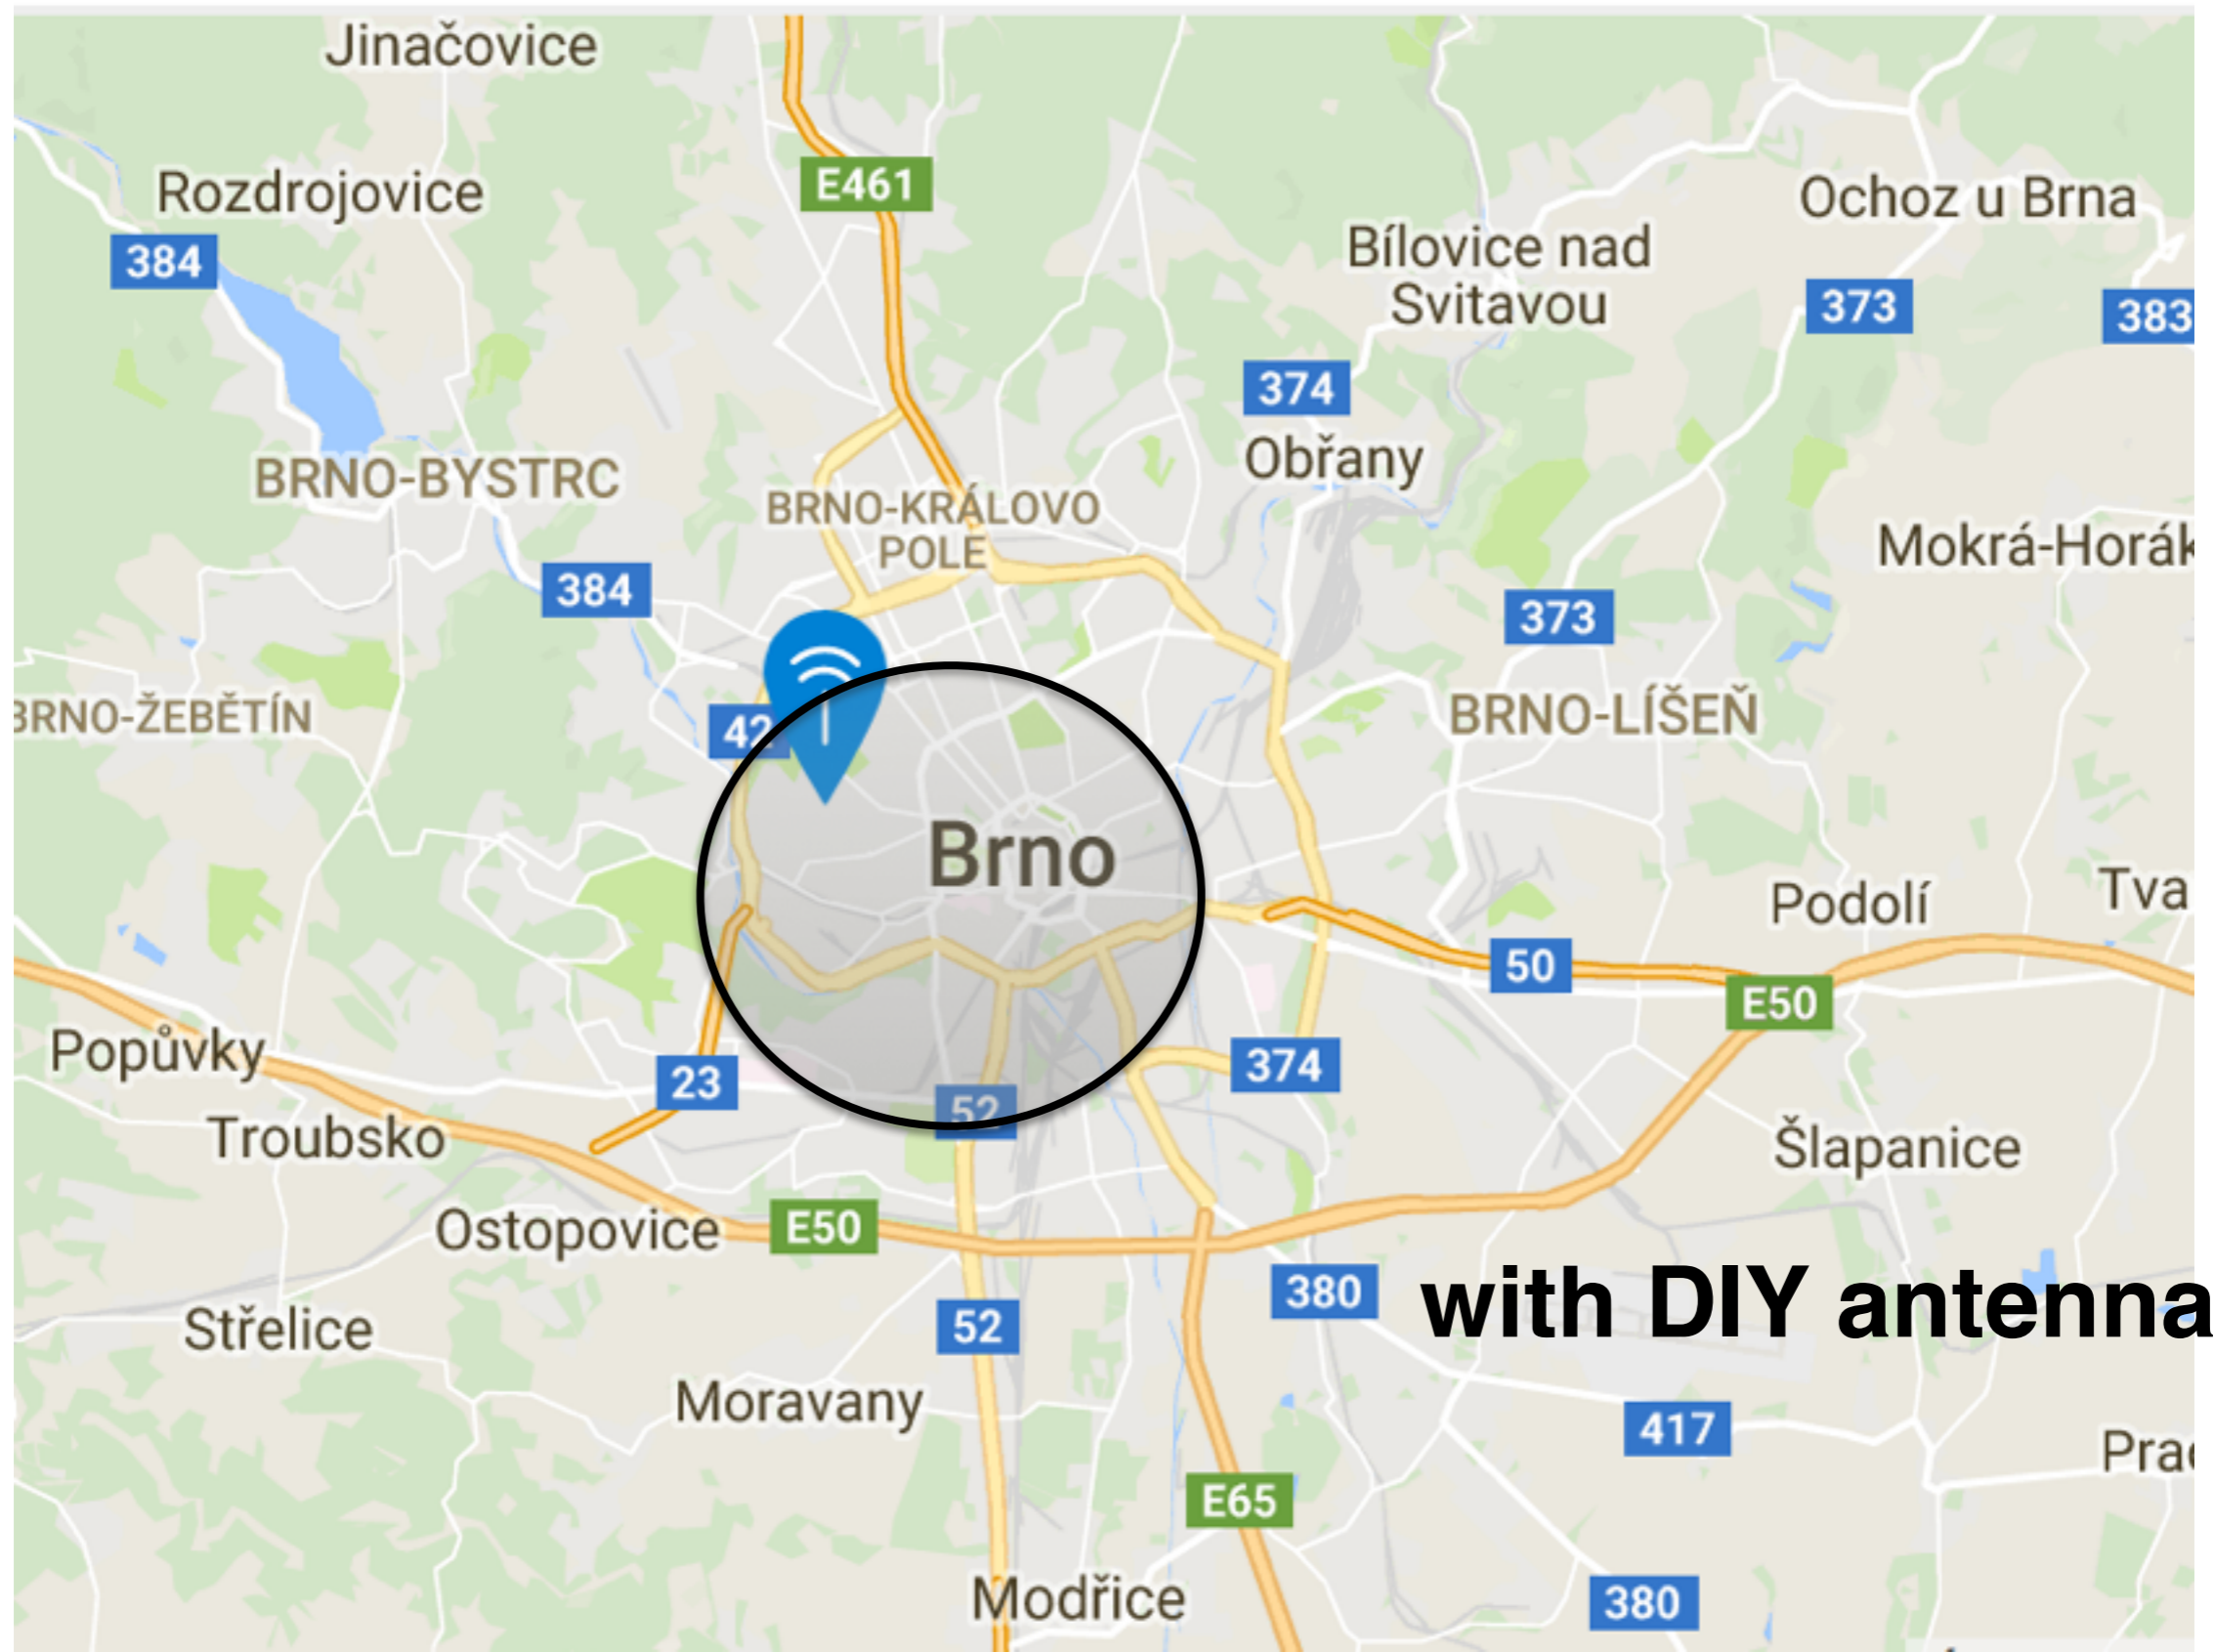 Jinačovice
E461
Rozdrojovice
Ochoz u Brna
384
Bílovice nad
Svitavou
373
383
374
Obřany
BRNO-BYSTRC
BRNO-KRÁLOVO
POLE
Mokrá-Horák
384
373
BRNO-ŽEBĚTÍN
42
BRNO-LÍŠEŇ
Brno
Podolí
Tva
50
E50
Popůvky
23
374
52
Troubsko
Šlapanice
Ostopovice
E50
380
with DIY antenna
Střelice
52
Moravany
417
Prac
E65
Modřice
380